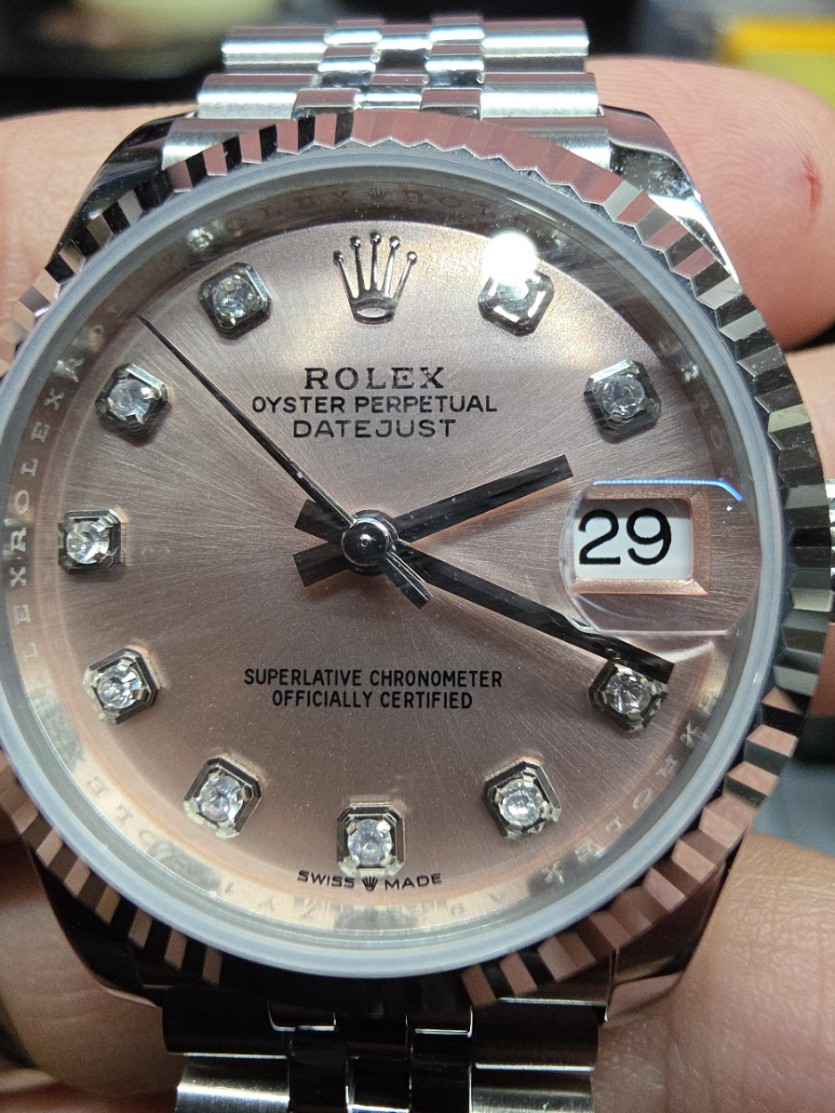 ROLEX
OYSTER PERPETUAL
DATEJUST
29
SUPERLATIVE CHRONOMETER
OFFICIALLY CERTIFIED
SWISS MADE